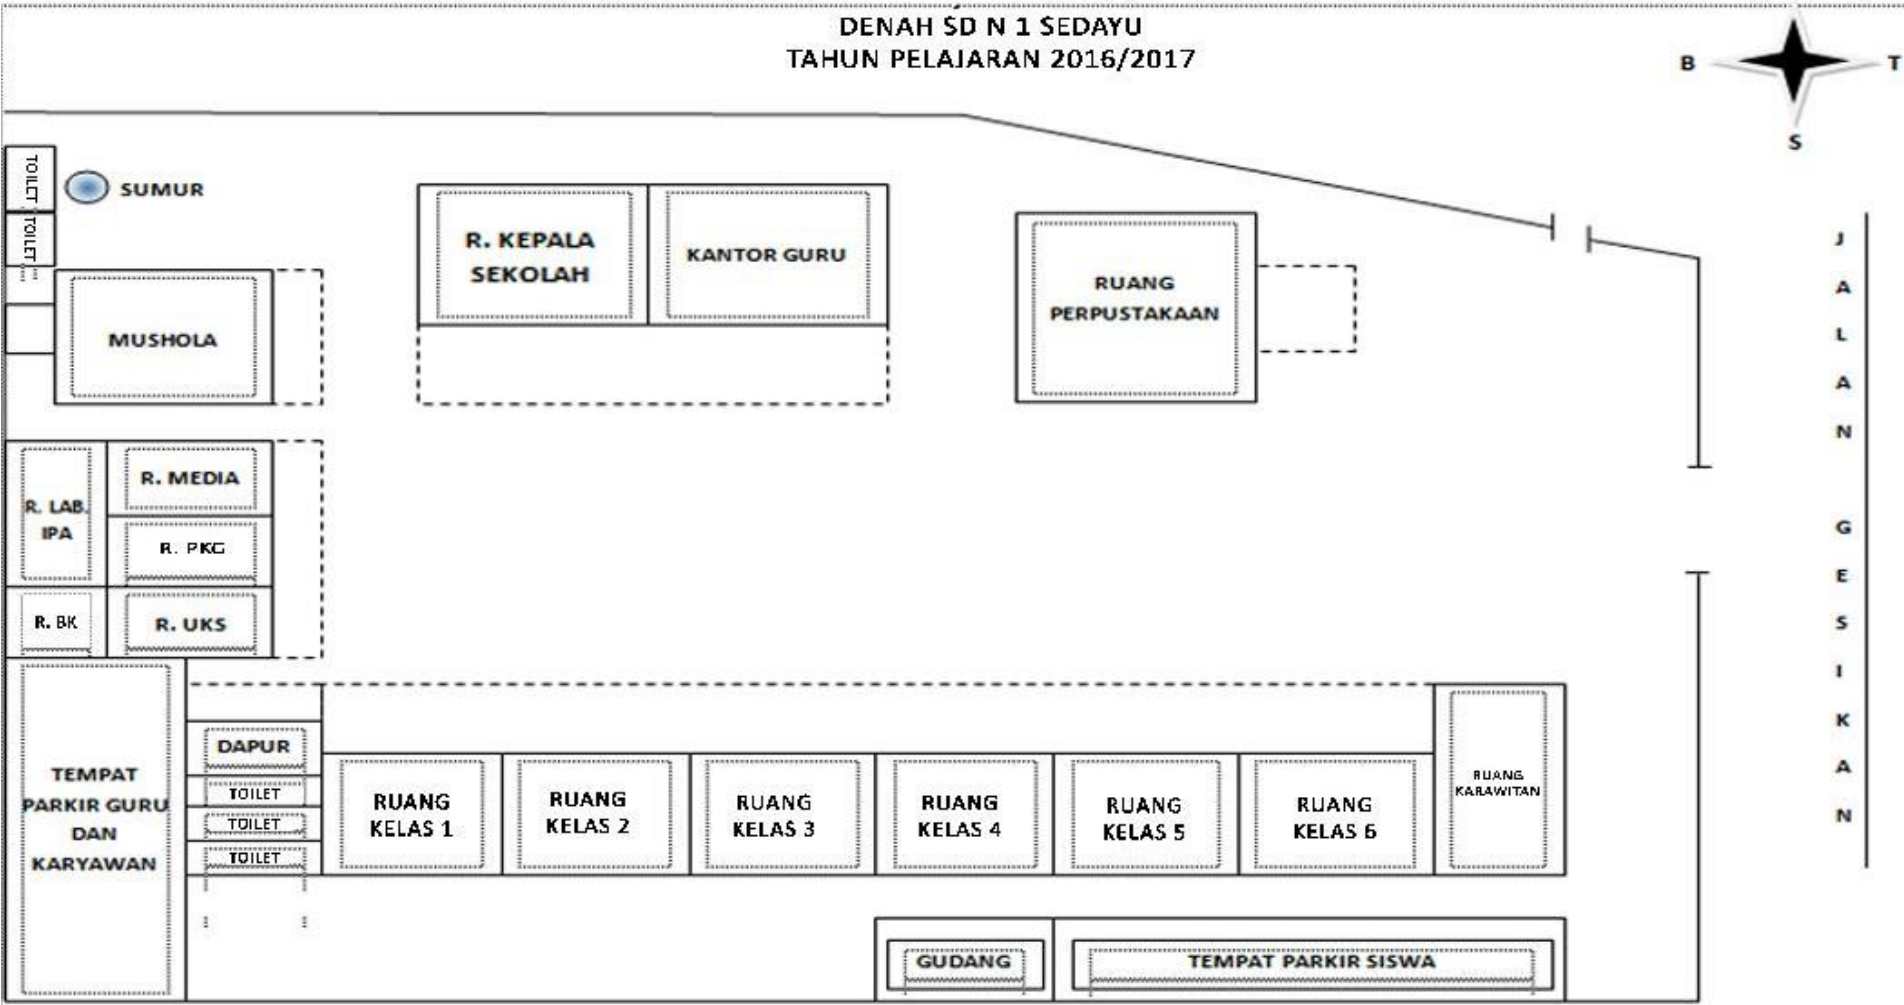 DENAH SD N 1 SEDAYU
TAHUN PELAJARAN 2016/2017
B
T
S
TOILET
SUMUR
TOILET
R. KEPALA
SEKOLAH
KANTOR GURU
RUANG
PERPUSTAKAAN
MUSHOLA
R. LAB.
IPA
R. MEDIA
R. PKG
R. BK
R. UKS
JALAN GESIKAN
TEMPAT
PARKIR GURU
DAN
KARYAWAN
DAPUR
TOILET
TOILET
TOILET
RUANG
KELAS 1
RUANG
KELAS 2
RUANG
KELAS 3
RUANG
KELAS 4
RUANG
KELAS 5
RUANG
KELAS 6
RUANG
KARAWITAN
GUDANG
TEMPAT PARKIR SISWA